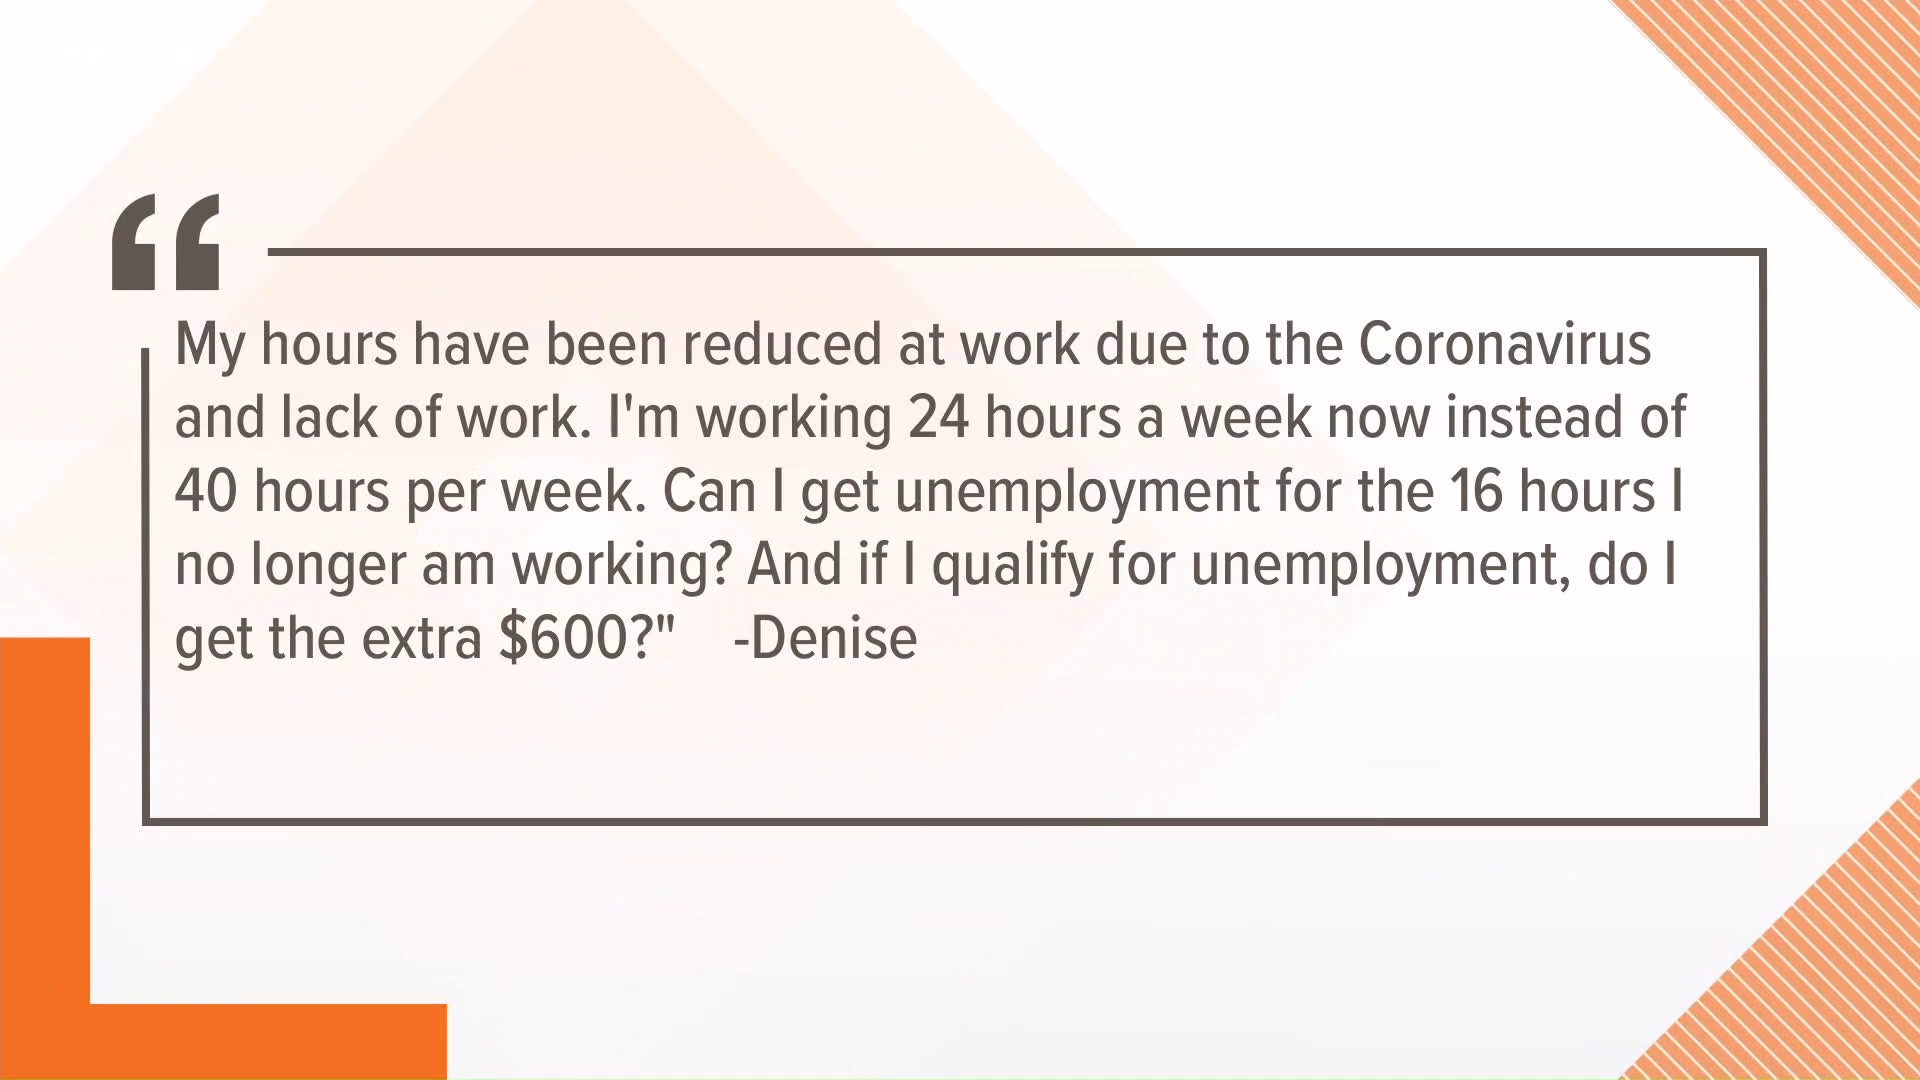 “
My hours have been reduced at work due to the Coronavirus
and lack of work. I'm working 24 hours a week now instead of
40 hours per week. Can I get unemployment for the 16 hours I
no longer am working? And if I qualify for unemployment, do I
get the extra $600?" -Denise